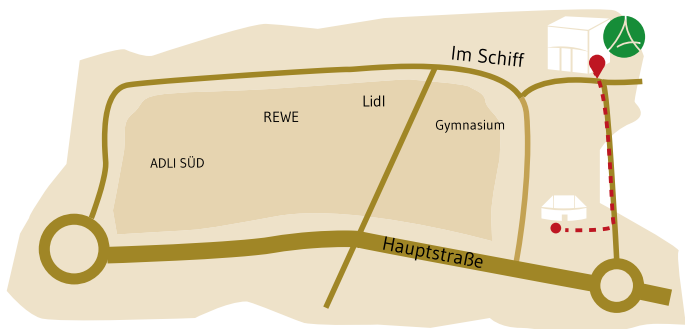 Im Schiff
Lidl
REWE
Gymnasium
ADLI SÜD
Hauptstraße